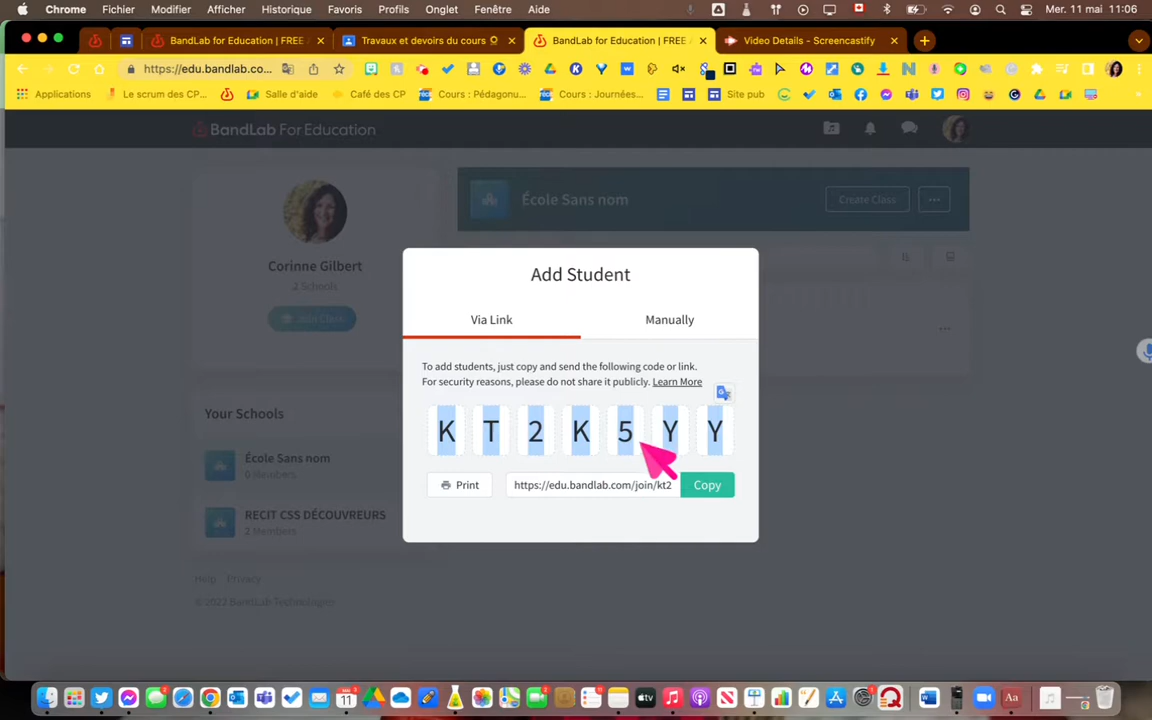 Chrome Fichier Modifier Afficher Historique Favoris Profils Onglet Fenêtre Aide Mer. 11 mai 11:06
BandLab for Education | FREE Travaux et devoirs du cours BandLab for Education | FREE Video Details - Screencastify
https://edu.bandlab.co...
Applications Le scrum des CP... Salle d'aide Café des CP Cours : Pédagonu... Cours : Journées... Site pub
BandLab For Education
École Sans nom Create Class
Corinne Gilbert
2 Schools
Join Class
Add Student
Via Link Manually
To add students, just copy and send the following code or link.
For security reasons, please do not share it publicly. Learn More
K T 2 K 5 Y Y
Print https://edu.bandlab.com/join/kt2 Copy
Your Schools
École Sans nom
0 Members
RECIT CSS DÉCOUVREURS
2 Members
Help Privacy
© 2022 BandLab Technologies